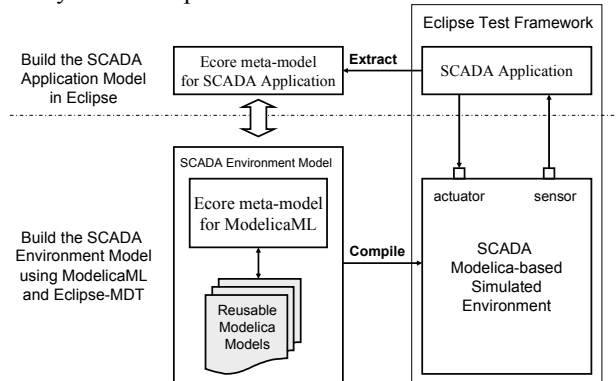 Eclipse Test Framework
Build the SCADA
Application Model
in Eclipse
Ecore meta-model
for SCADA Application
Extract
SCADA Application
SCADA Environment Model
Ecore meta-model
for ModelicaML
Reusable
Modelica
Models
Build the SCADA
Environment Model
using ModelicaML
and Eclipse-MDT
Compile
actuator
sensor
SCADA
Modelica-based
Simulated
Environment